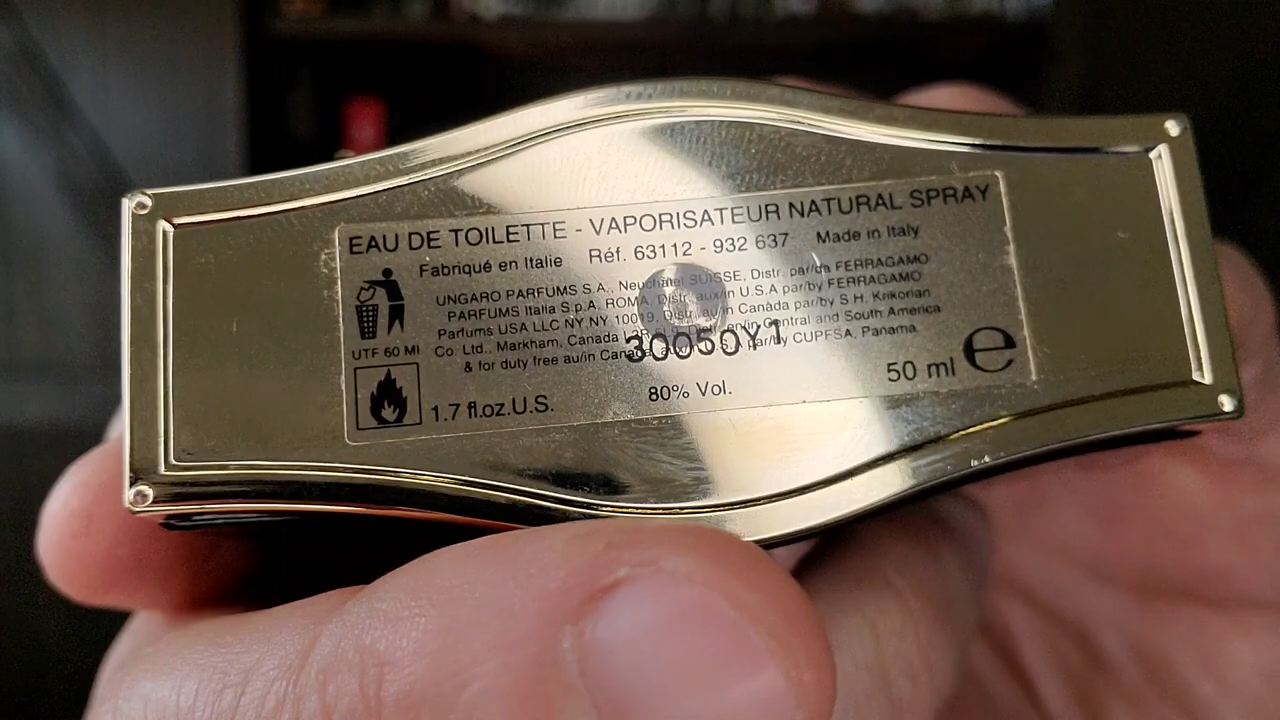 EAU DE TOILETTE - VAPORISATEUR NATURAL SPRAY
Fabriqué en Italie Réf. 63112 - 932 637 Made in Italy
UNGARO PARFUMS S.A., Neuchâtel SUISSE, Distr. par/da FERRAGAMO
PARFUMS Italia S.p.A. ROMA, Distr. aux/in U.S.A par/by FERRAGAMO
Parfums USA LLC NY,NY 10019, Distr. au/in Canada par/by S.H. Krikorian
Co. Ltd., Markham, Canada Distr. en/in Central and South America
& for duty free au/in Canada, aux/in U.S.A. par/by CUPFSA, Panama
30050Y1
UTF 60 MI
1.7 fl.oz.U.S. 80% Vol. 50 ml e